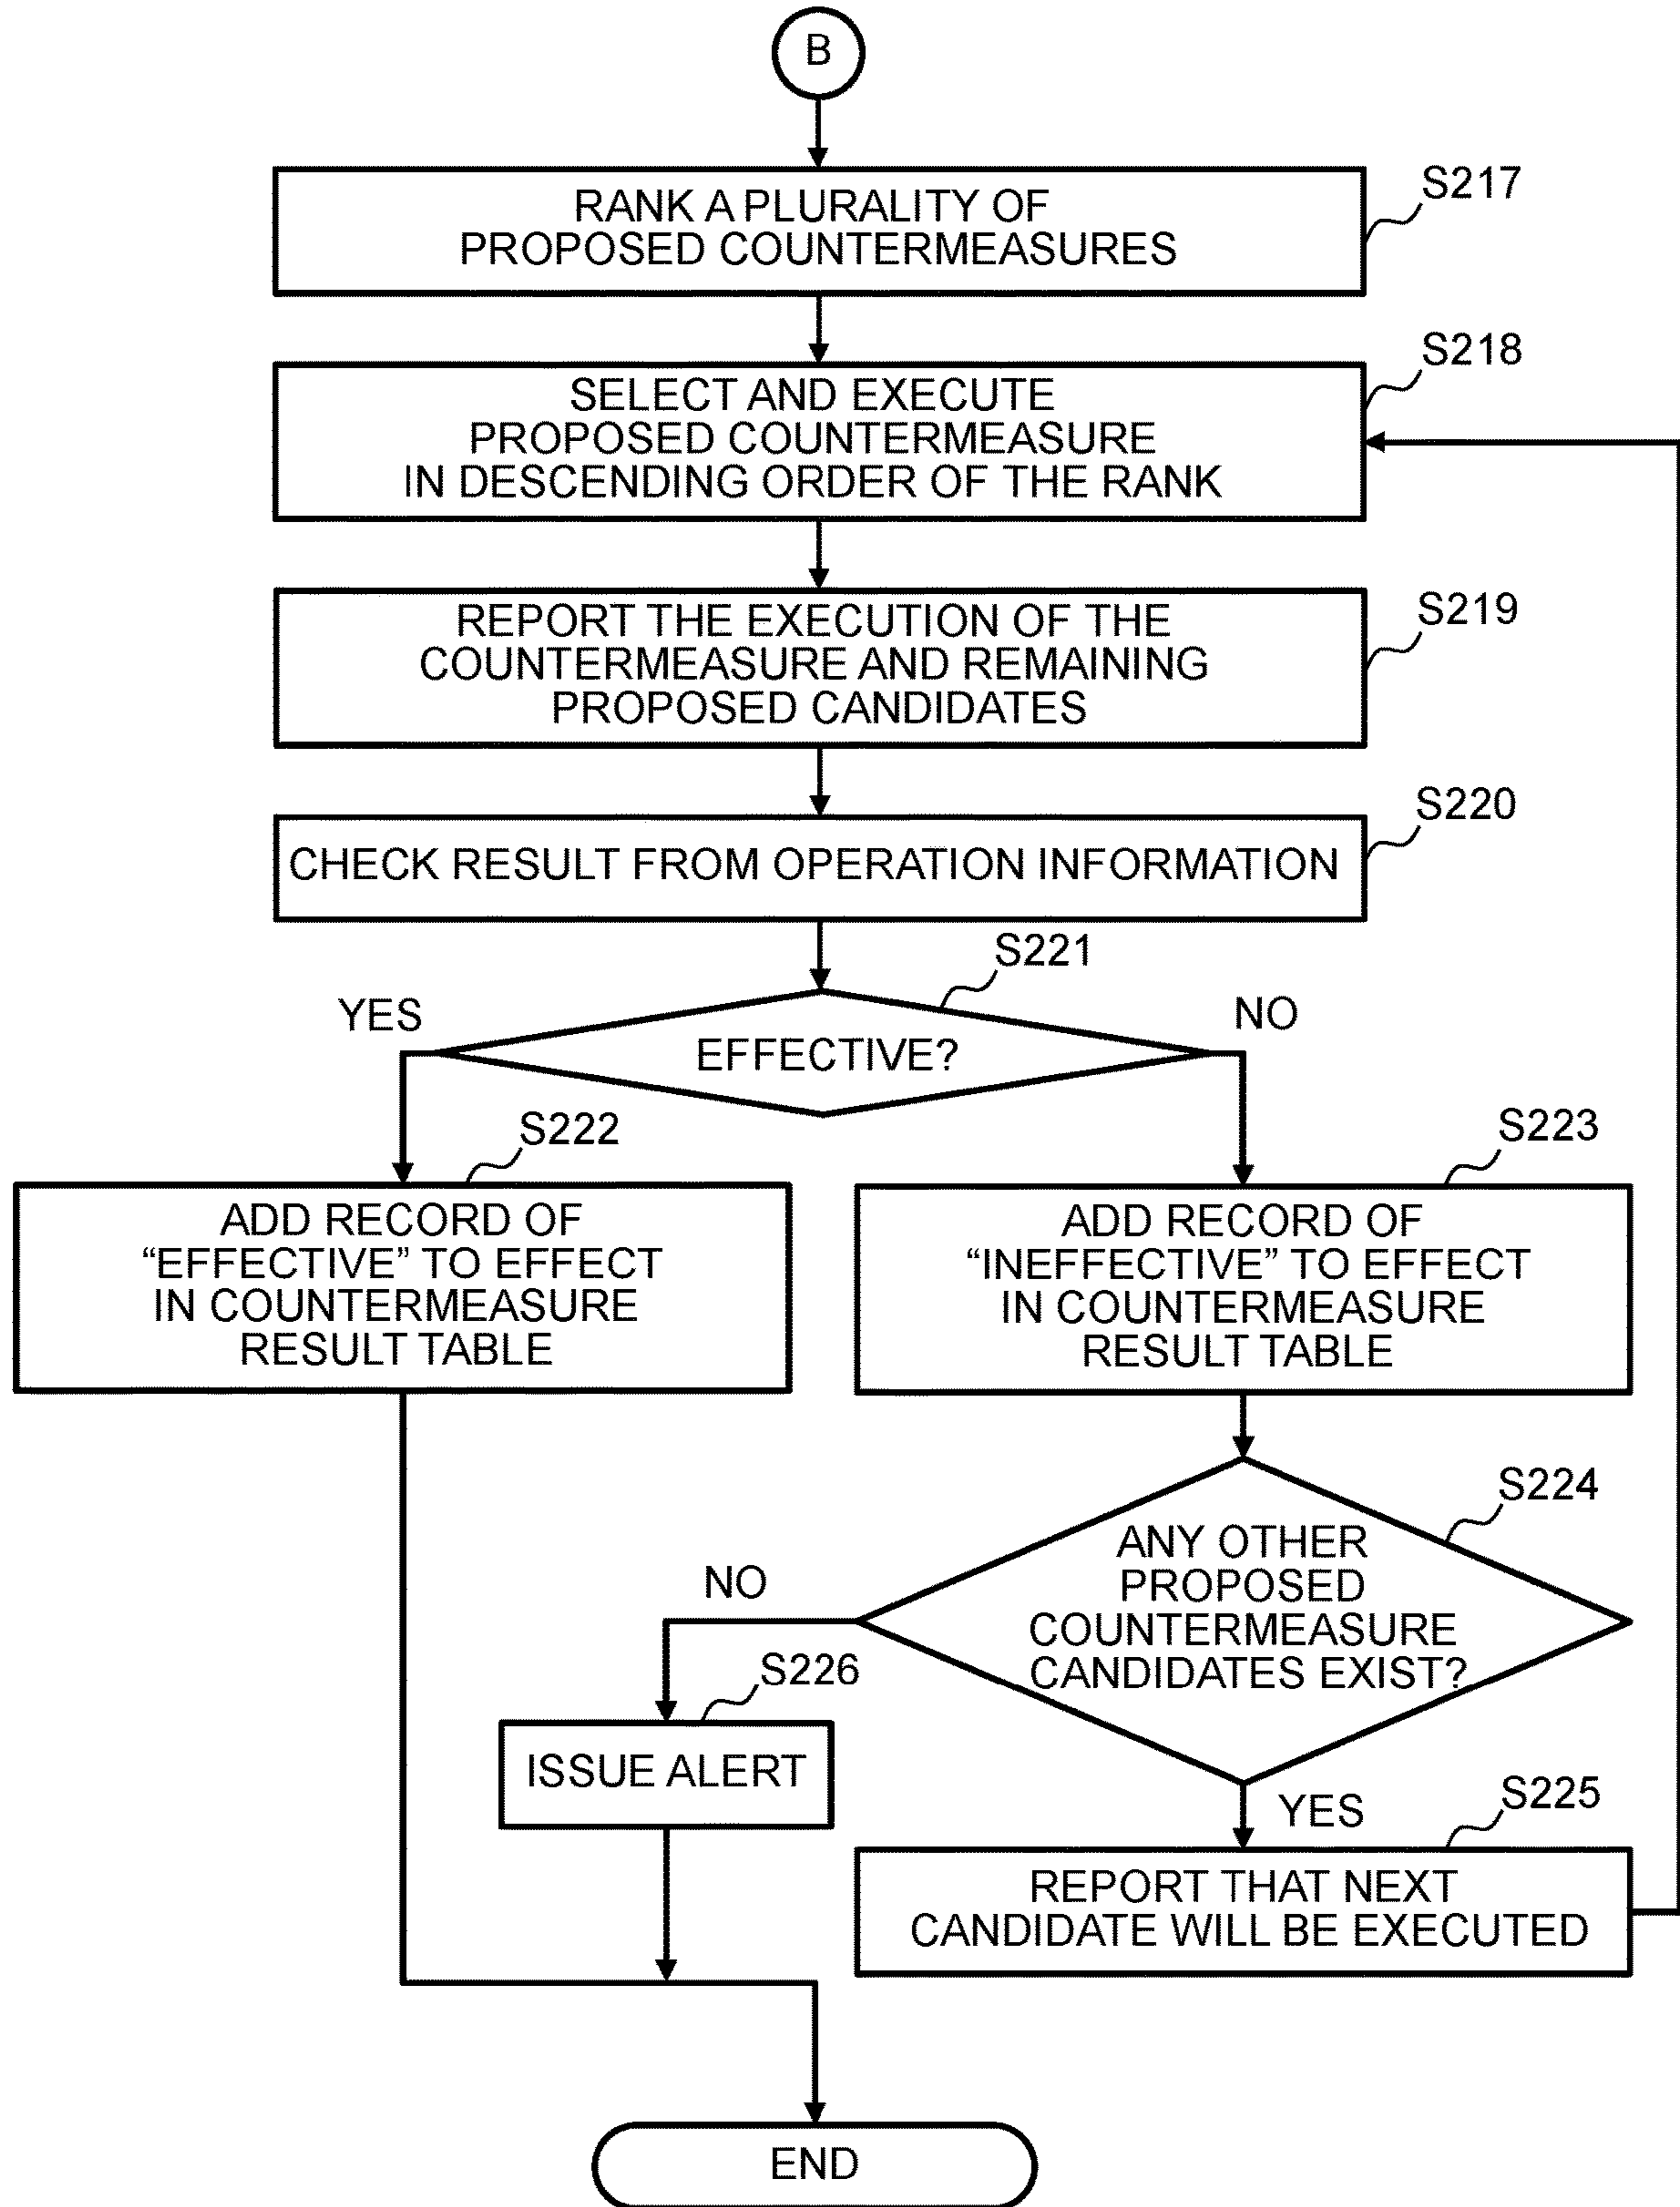 B
S217
RANK A PLURALITY OF
PROPOSED COUNTERMEASURES
S218
SELECT AND EXECUTE
PROPOSED COUNTERMEASURE
IN DESCENDING ORDER OF THE RANK
S219
REPORT THE EXECUTION OF THE
COUNTERMEASURE AND REMAINING
PROPOSED CANDIDATES
S220
CHECK RESULT FROM OPERATION INFORMATION
S221
YES
NO
EFFECTIVE?
S222
ADD RECORD OF
“EFFECTIVE” TO EFFECT
IN COUNTERMEASURE
RESULT TABLE
S223
ADD RECORD OF
“INEFFECTIVE” TO EFFECT
IN COUNTERMEASURE
RESULT TABLE
S224
ANY OTHER
PROPOSED
COUNTERMEASURE
CANDIDATES EXIST?
NO
S226
ISSUE ALERT
YES
S225
REPORT THAT NEXT
CANDIDATE WILL BE EXECUTED
END